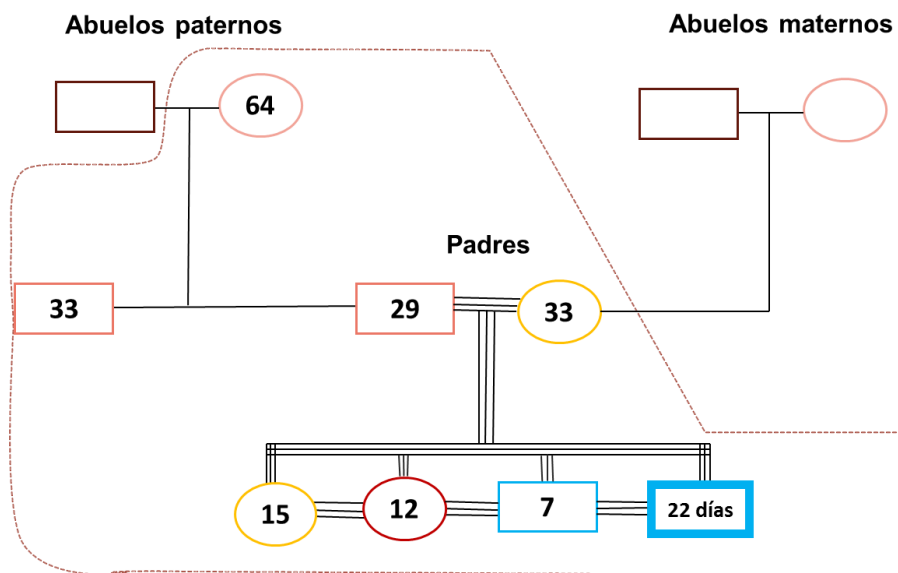 Abuelos paternos
Abuelos maternos
64
Padres
33
29
33
15
12
7
22 días